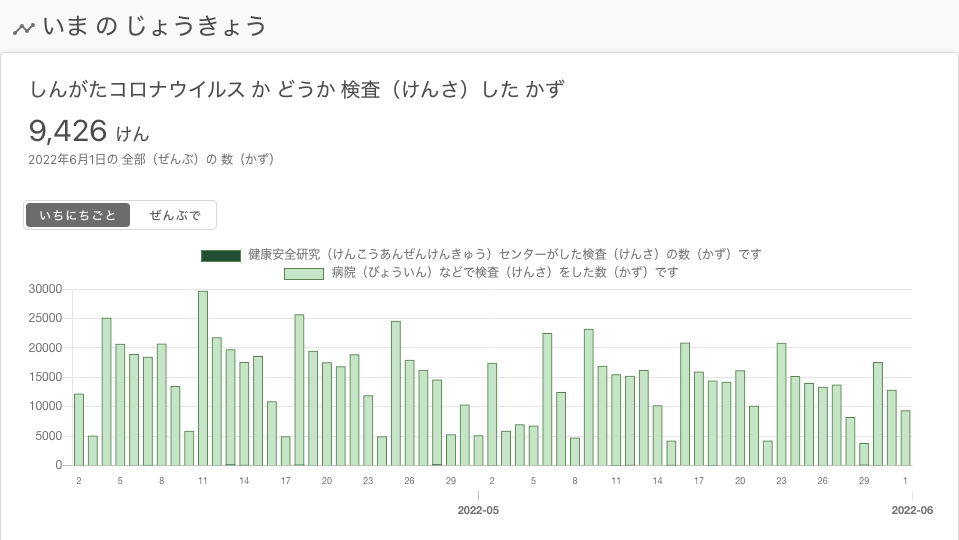 いま の じょうきょう
しんがたコロナウイルス か どうか 検査（けんさ）した かず
9,426 けん
2022年6月1日の 全部（ぜんぶ）の 数（かず）
いちにちごと ぜんぶで
健康安全研究（けんこうあんぜんけんきゅう）センターがした検査（けんさ）の数（かず）です
病院（びょういん）などで検査（けんさ）をした数（かず）です
30000
25000
20000
15000
10000
5000
0
2 5 8 11 14 17 20 23 26 29 2 5 8 11 14 17 20 23 26 29 1
2022-05 2022-06